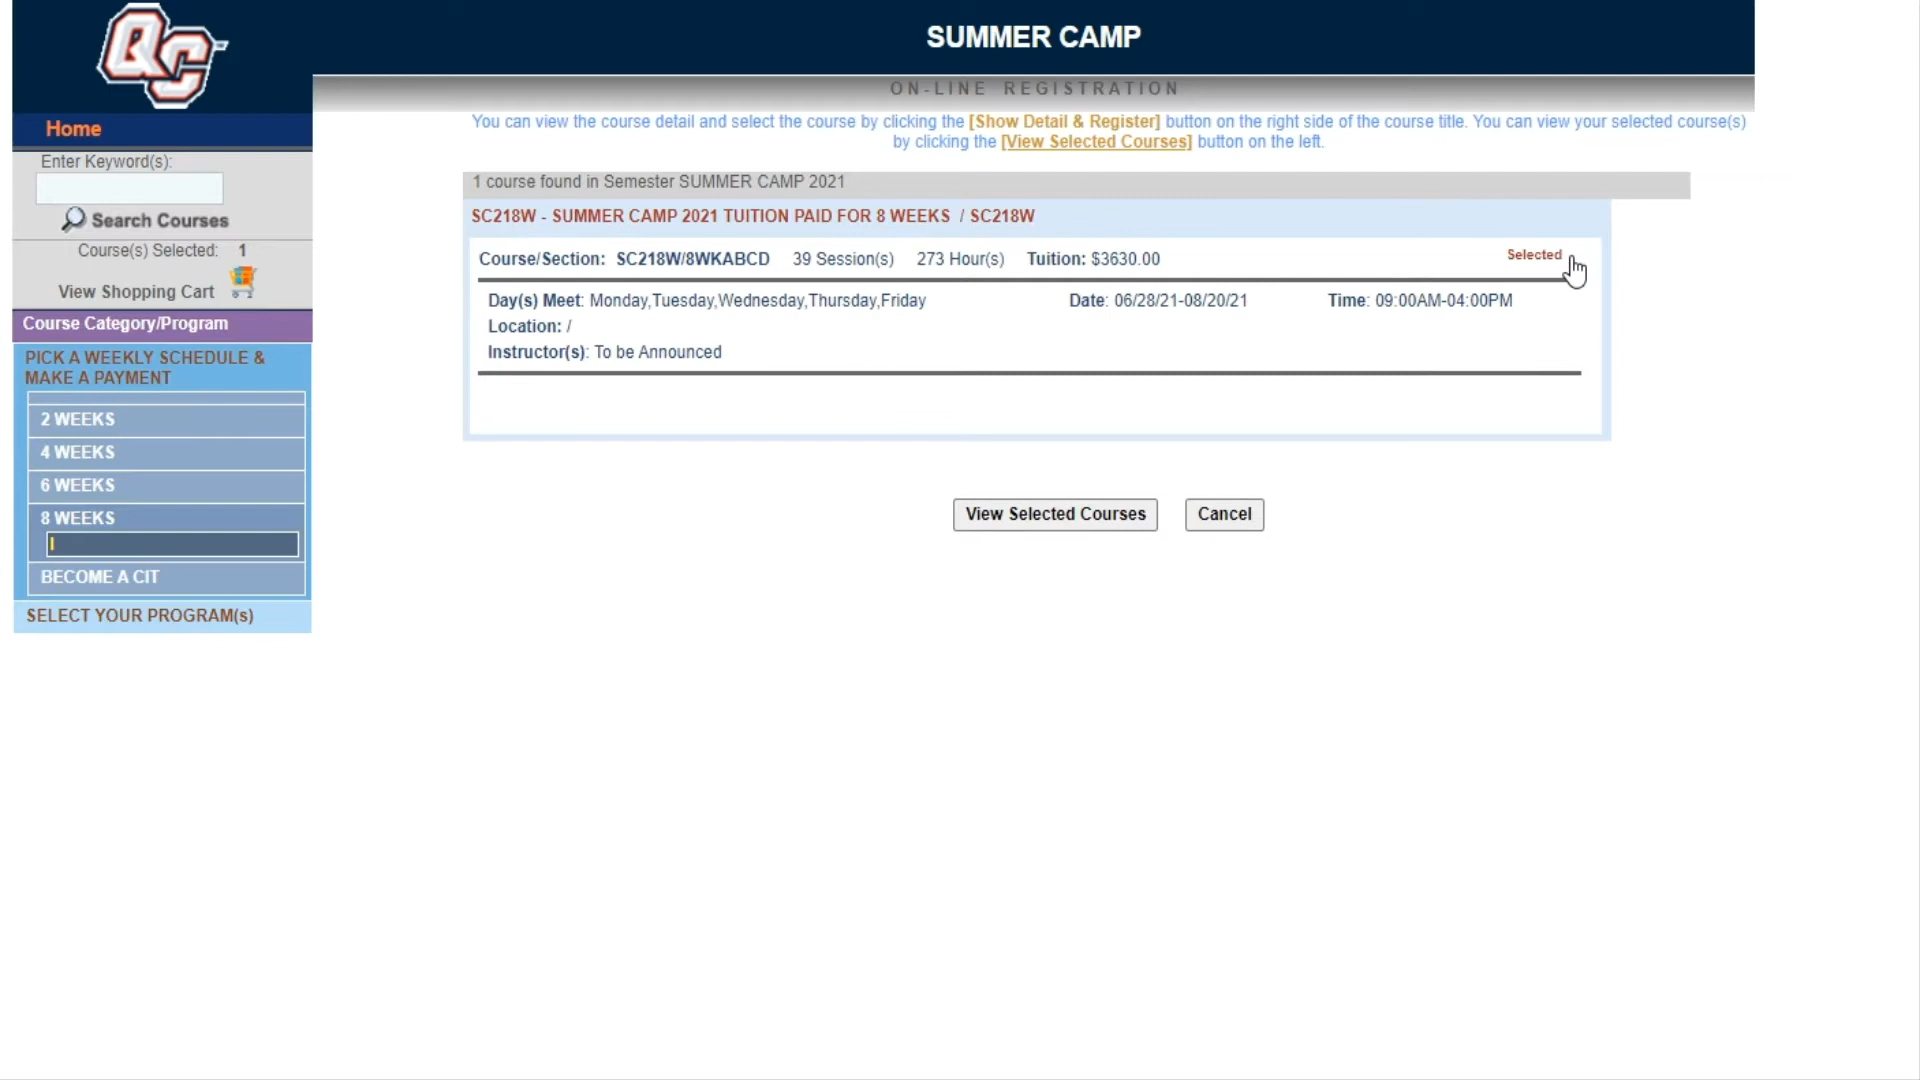 QC
SUMMER CAMP
ON-LINE REGISTRATION
Home
Enter Keyword(s):
Search Courses
Course(s) Selected: 1
View Shopping Cart
Course Category/Program
PICK A WEEKLY SCHEDULE &
MAKE A PAYMENT
2 WEEKS
4 WEEKS
6 WEEKS
8 WEEKS
I
BECOME A CIT
SELECT YOUR PROGRAM(s)
You can view the course detail and select the course by clicking the [Show Detail & Register] button on the right side of the course title. You can view your selected course(s)
by clicking the [View Selected Courses] button on the left.
1 course found in Semester SUMMER CAMP 2021
SC218W - SUMMER CAMP 2021 TUITION PAID FOR 8 WEEKS / SC218W
Course/Section: SC218W/8WKABCD 39 Session(s) 273 Hour(s) Tuition: $3630.00 Selected
Day(s) Meet: Monday,Tuesday,Wednesday,Thursday,Friday Date: 06/28/21-08/20/21 Time: 09:00AM-04:00PM
Location: /
Instructor(s): To be Announced
View Selected Courses Cancel